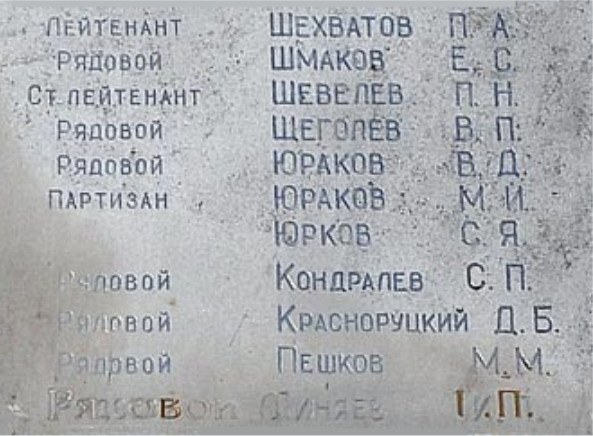 ЛЕЙТЕНАНТ ШЕХВАТОВ П. А.
РЯДОВОЙ ШМАКОВ Е. С.
СТ. ЛЕЙТЕНАНТ ШЕВЕЛЕВ П. Н.
РЯДОВОЙ ЩЕГОЛЕВ В. П.
РЯДОВОЙ ЮРАКОВ В. Д.
ПАРТИЗАН ЮРАКОВ М. И.
ЮРКОВ С. Я.
РЯДОВОЙ КОНДРАЛЕВ С. П.
РЯДОВОЙ КРАСНОРУЦКИЙ Д. Б.
РЯДОВОЙ ПЕШКОВ М. М.
РЯДОВОЙ